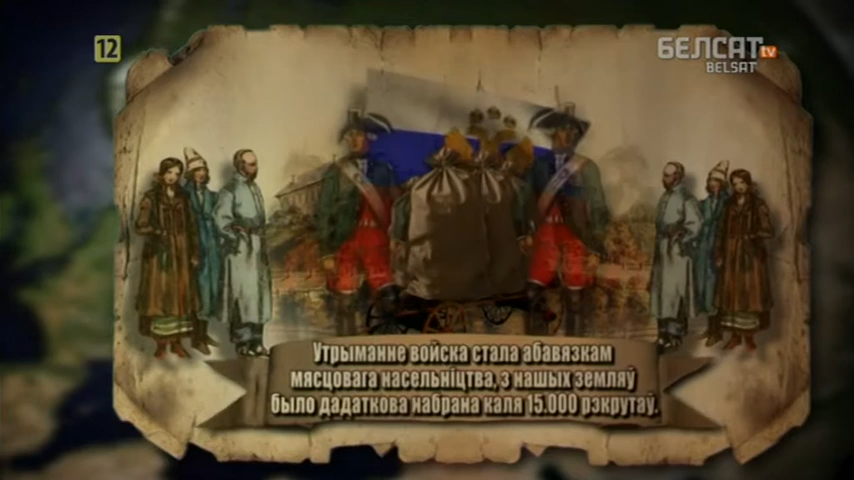 12
БЕЛСАТ tv
BELSAT
Утрыманне войска стала абавязкам
мясцовага насельніцтва, з нашых земляў
было дадаткова набрана каля 15.000 рэкрутаў.